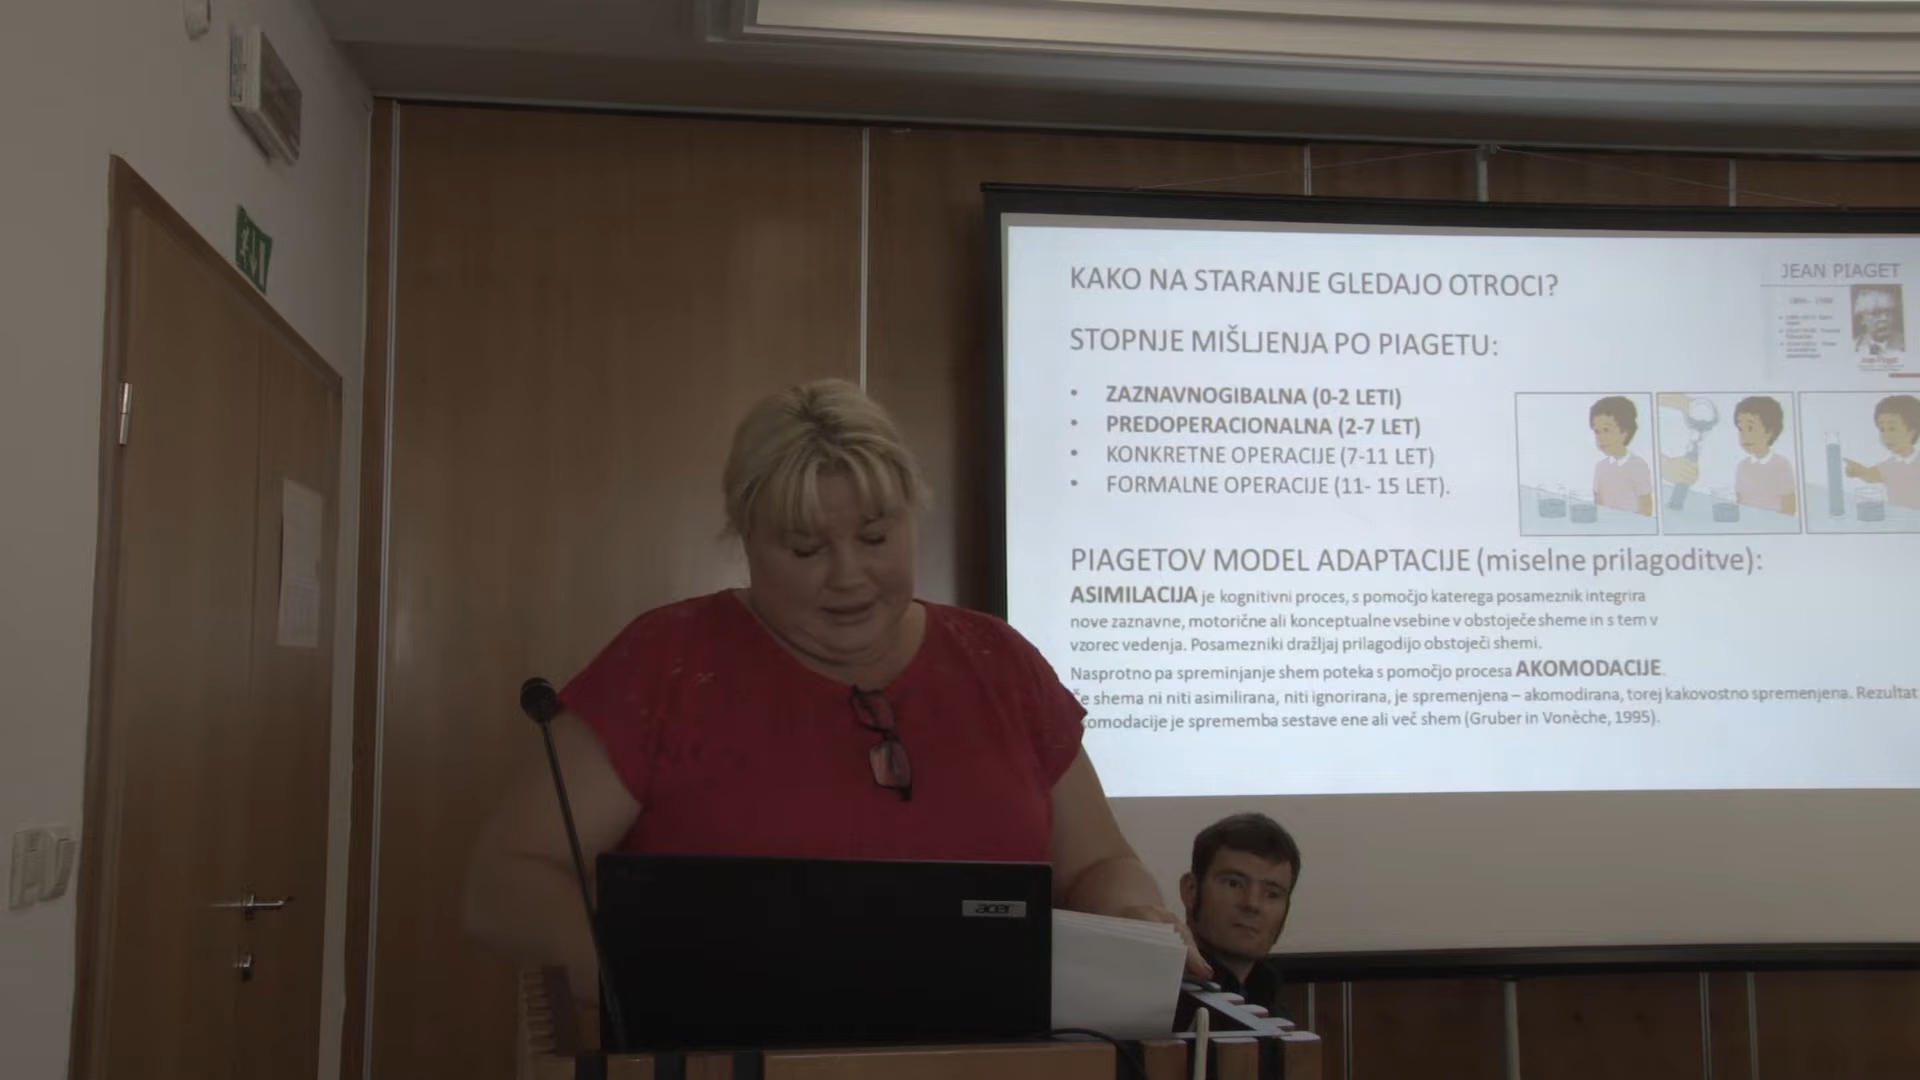 KAKO NA STARANJE GLEDAJO OTROCI?
JEAN PIAGET
STOPNJE MIŠLJENJA PO PIAGETU:
• ZAZNAVNOGIBALNA (0-2 LETI)
• PREDOPERACIONALNA (2-7 LET)
• KONKRETNE OPERACIJE (7-11 LET)
• FORMALNE OPERACIJE (11- 15 LET).
PIAGETOV MODEL ADAPTACIJE (miselne prilagoditve):
ASIMILACIJA je kognitivni proces, s pomočjo katerega posameznik integrira
nove zaznavne, motorične ali konceptualne vsebine v obstoječe sheme in s tem v
vzorec vedenja. Posamezniki dražljaj prilagodijo obstoječi shemi.
Nasprotno pa spreminjanje shem poteka s pomočjo procesa AKOMODACIJE.
Če shema ni niti asimilirana, niti ignorirana, je spremenjena – akomodirana, torej kakovostno spremenjena. Rezultat
komodacije je sprememba sestave ene ali več shem (Gruber in Vonèche, 1995).
acer